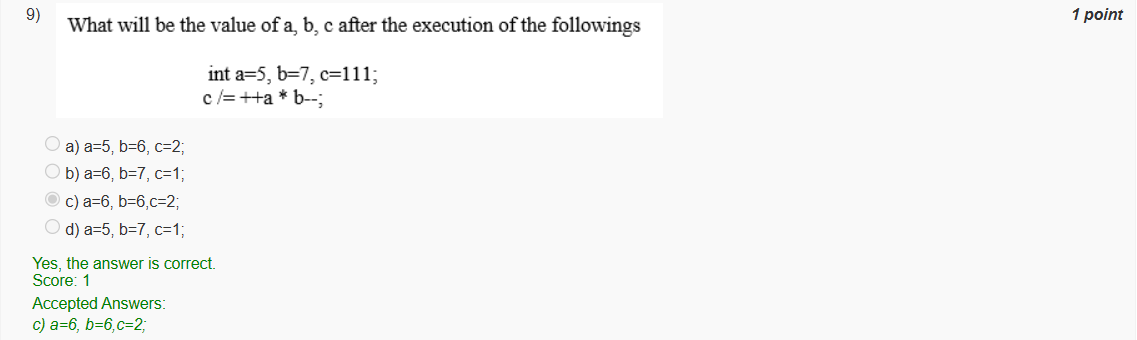 9)
What will be the value of a, b, c after the execution of the followings
1 point
int a=5, b=7, c=111;
c /= ++a * b--;
a) a=5, b=6, c=2;
b) a=6, b=7, c=1;
c) a=6, b=6,c=2;
d) a=5, b=7, c=1;
Yes, the answer is correct.
Score: 1
Accepted Answers:
c) a=6, b=6,c=2;